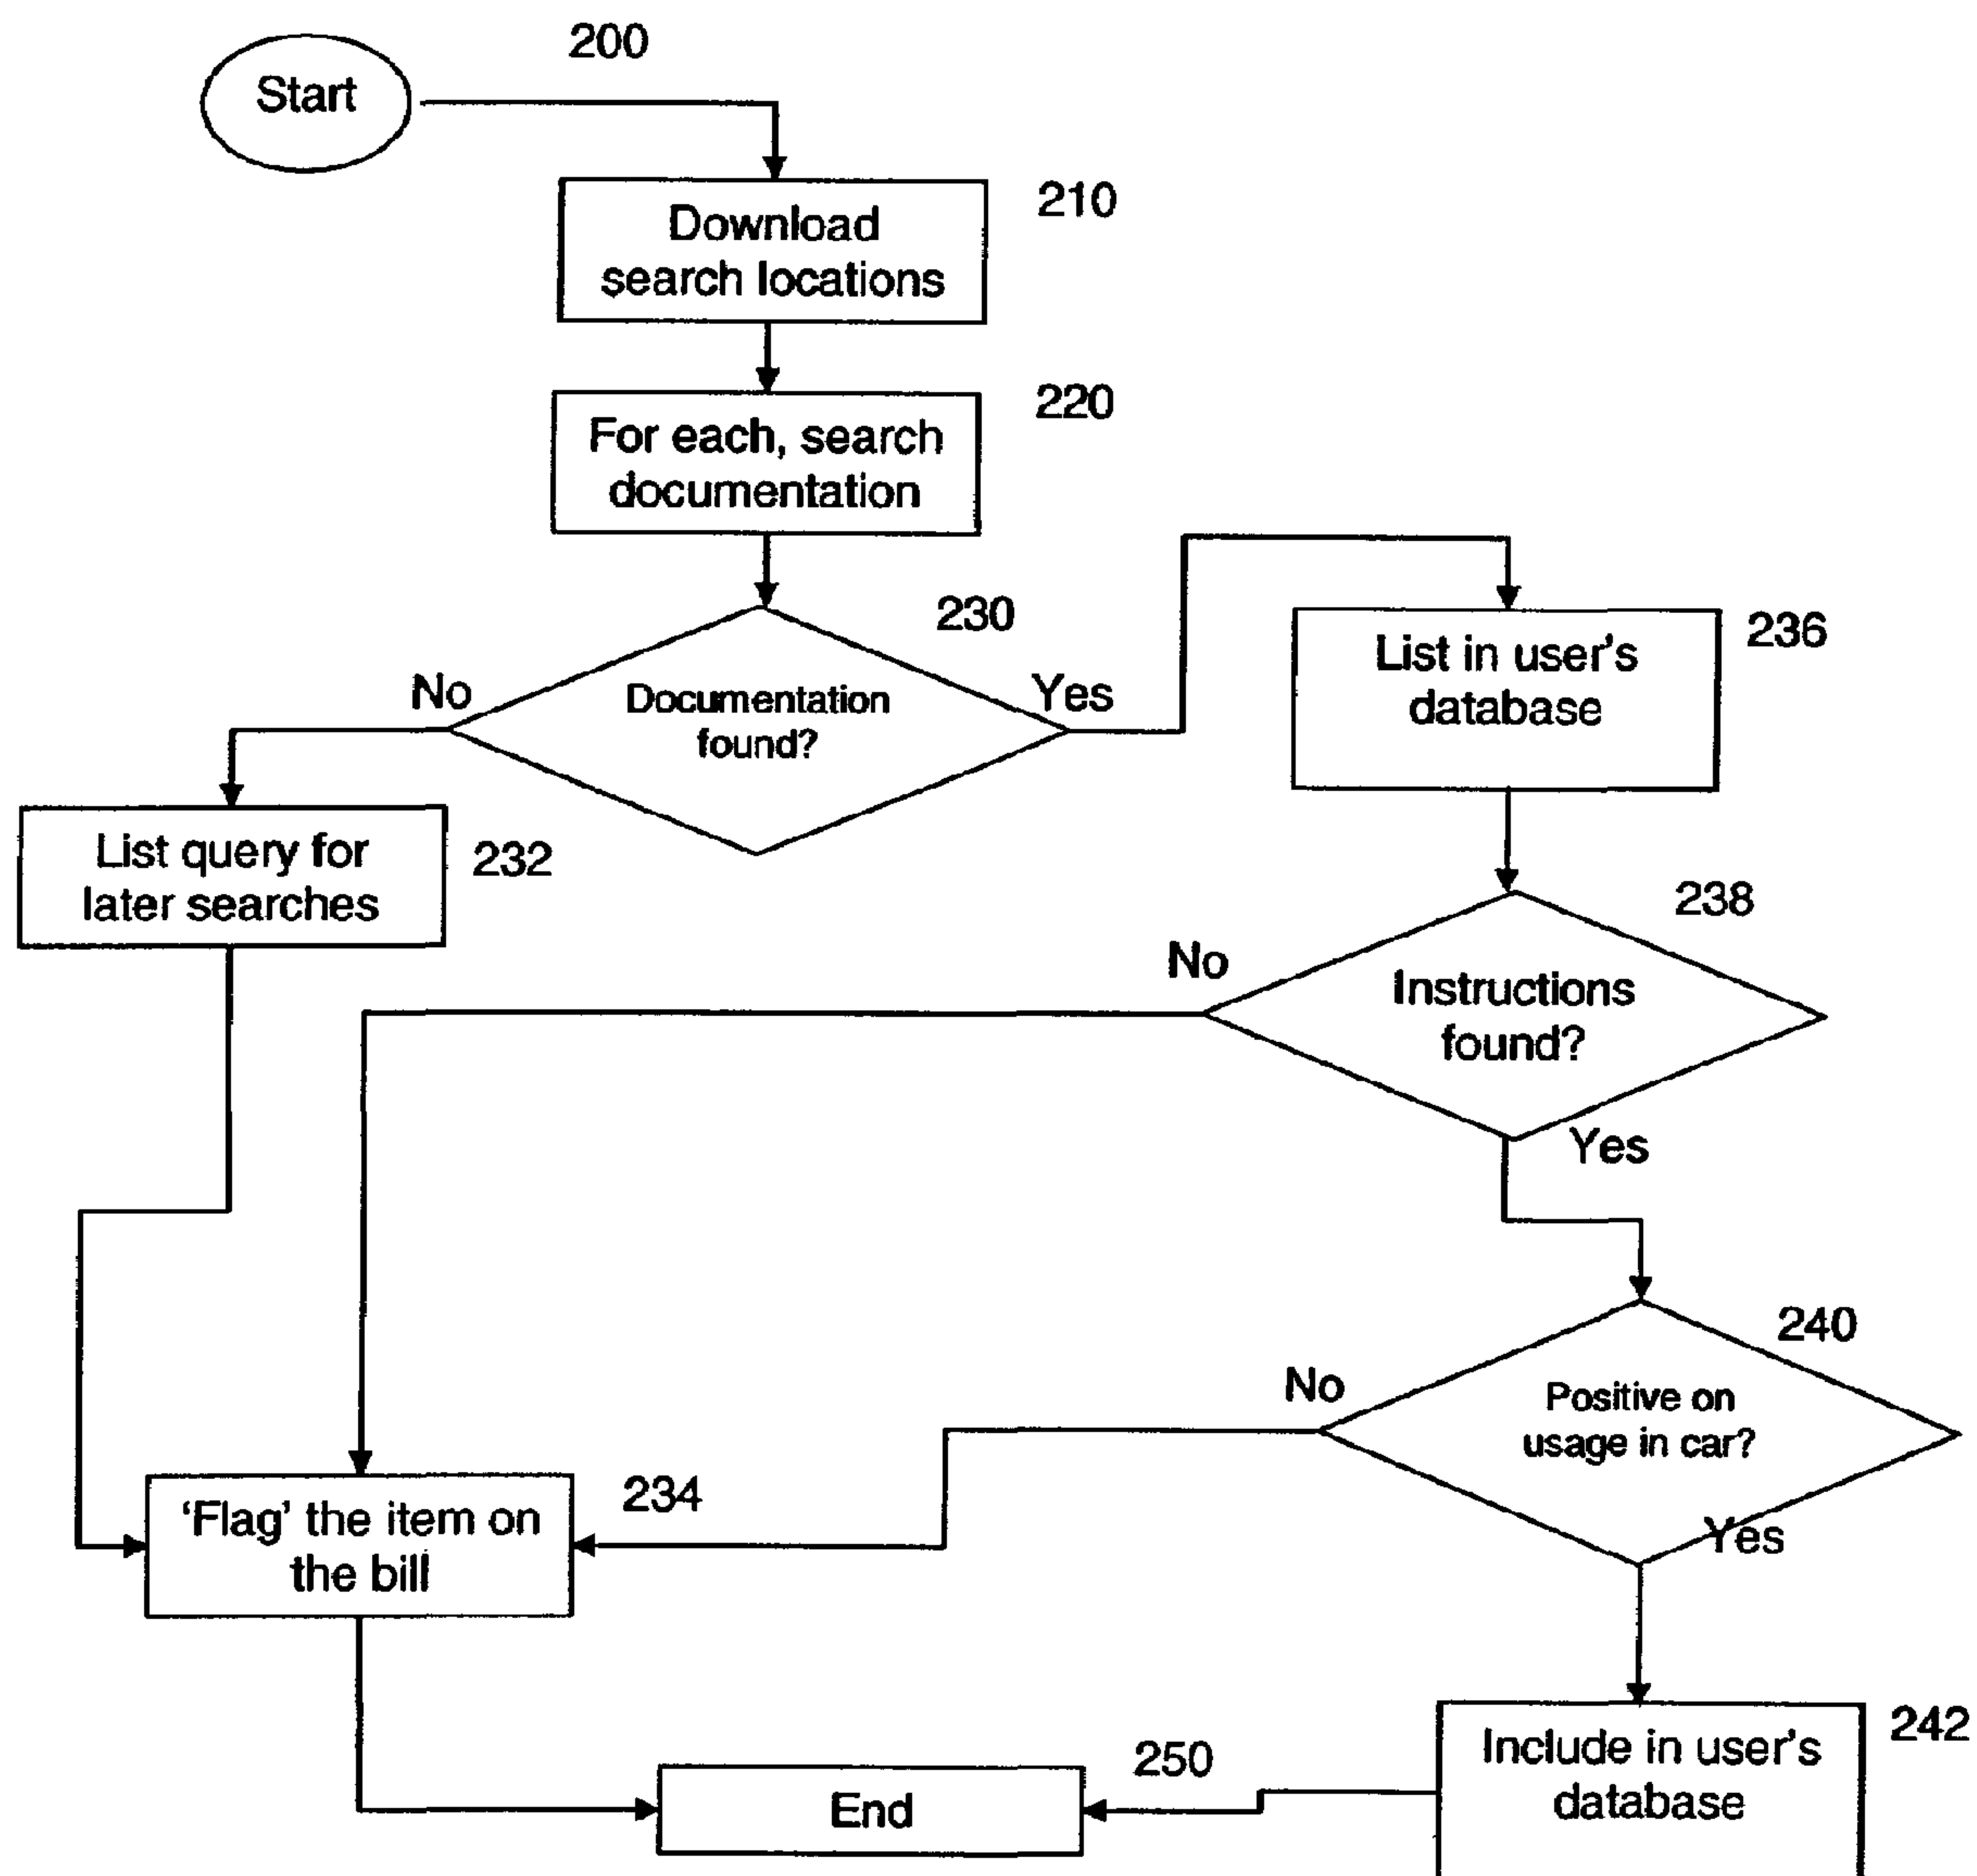 200
Start
210
Download
search locations
220
For each, search
documentation
230
Documentation
found?
No
Yes
236
List in user's
database
232
List query for
later searches
238
Instructions
found?
No
Yes
240
Positive on
usage in car?
No
Yes
234
'Flag' the item on
the bill
242
Include in user's
database
250
End